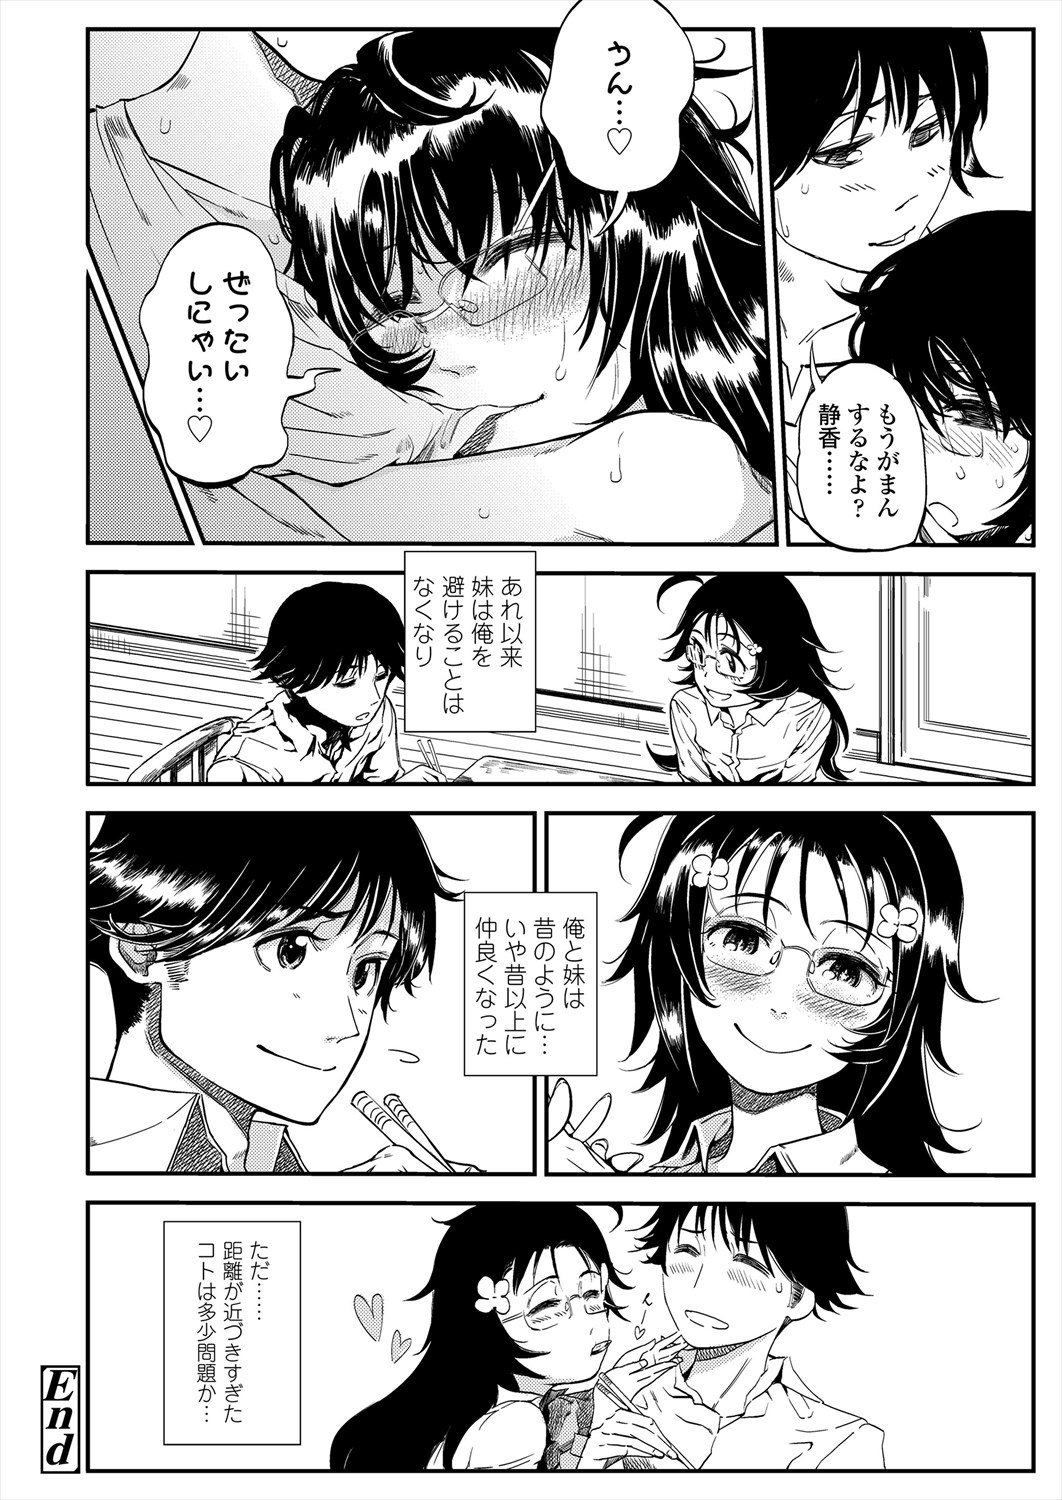 もうがまん
するなよ?
静香……
うん…♡
ぜったい
しにゃい…♡
あれ以来
妹は俺を
避けることは
なくなり
俺と妹は
昔のように…
いや昔以上に
仲良くなった
ただ……
距離が近づきすぎた
コトは多少問題か…
End